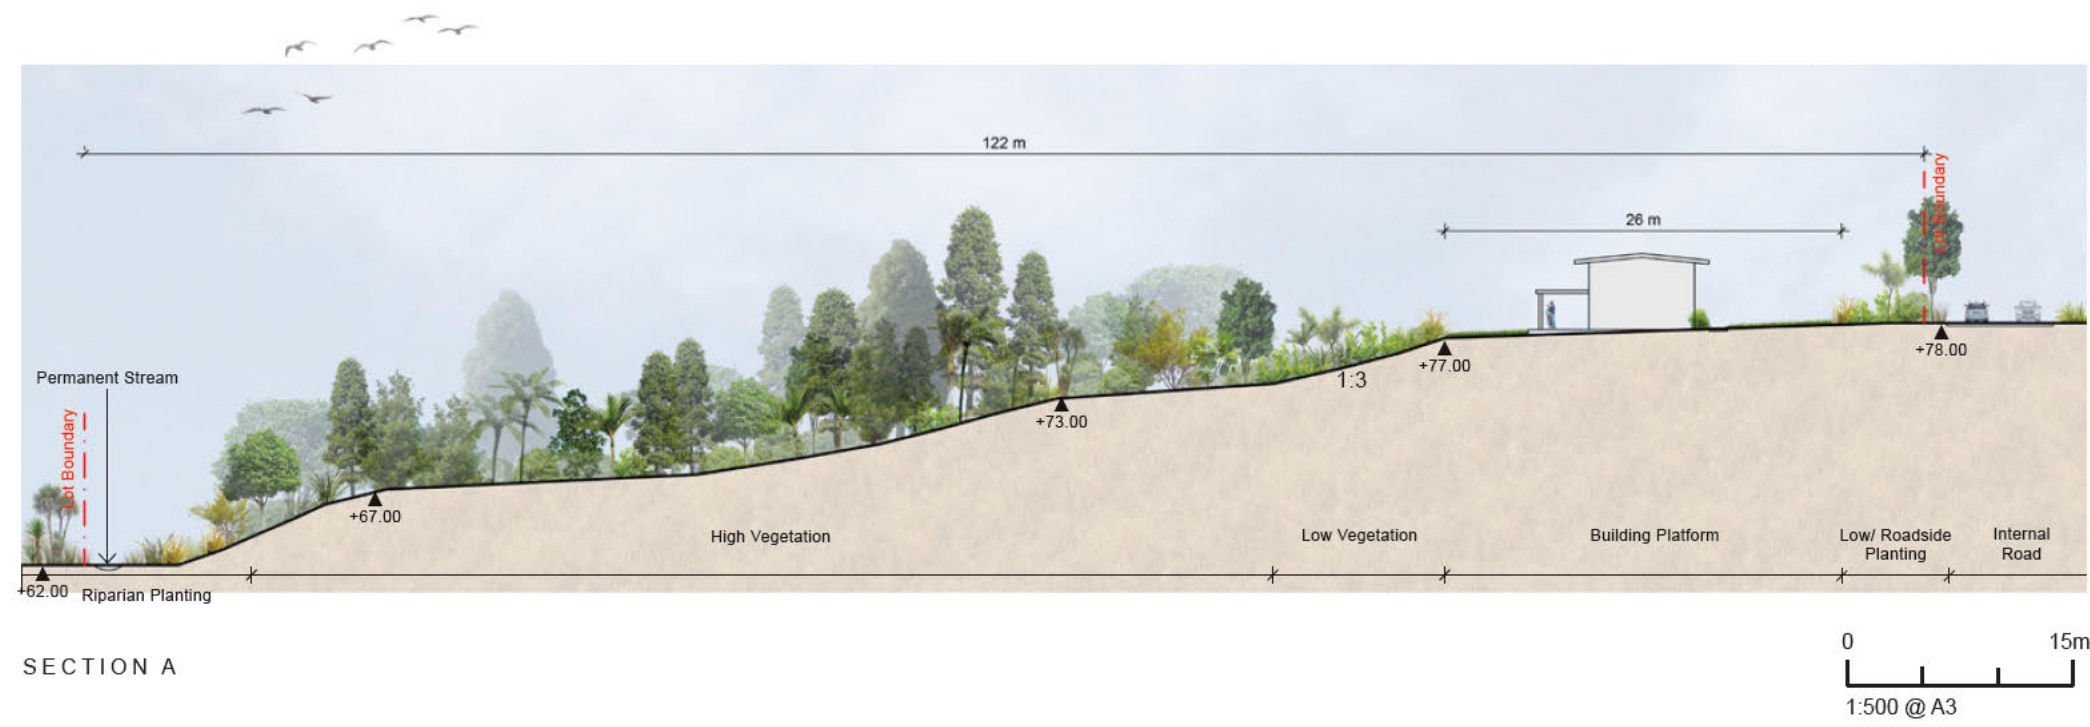 122 m
Lot Boundary
26 m
+78.00
+77.00
1:3
Permanent Stream
Lot Boundary
+73.00
+67.00
High Vegetation
Low Vegetation
Building Platform
Low/ Roadside
Planting
Internal
Road
+62.00
Riparian Planting
SECTION A
0 15m
1:500 @ A3